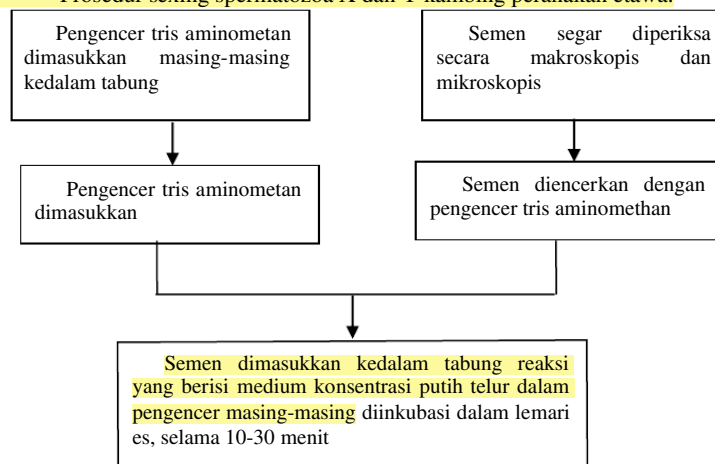 Prosedur sexing spermatozoa X dan Y kambing peranakan etawa.
Pengencer tris aminometan
dimasukkan masing-masing
kedalam tabung
Semen segar diperiksa
secara makroskopis dan
mikroskopis
Pengencer tris aminometan
dimasukkan
Semen diencerkan dengan
pengencer tris aminomethan
Semen dimasukkan kedalam tabung reaksi
yang berisi medium konsentrasi putih telur dalam
pengencer masing-masing diinkubasi dalam lemari
es, selama 10-30 menit